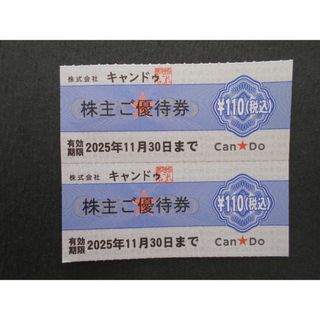 株式会社 キャンドゥ
株主ご優待券
¥110(税込)
有効期限 2025年11月30日まで
Can★Do
株式会社 キャンドゥ
株主ご優待券
¥110(税込)
有効期限 2025年11月30日まで
Can★Do